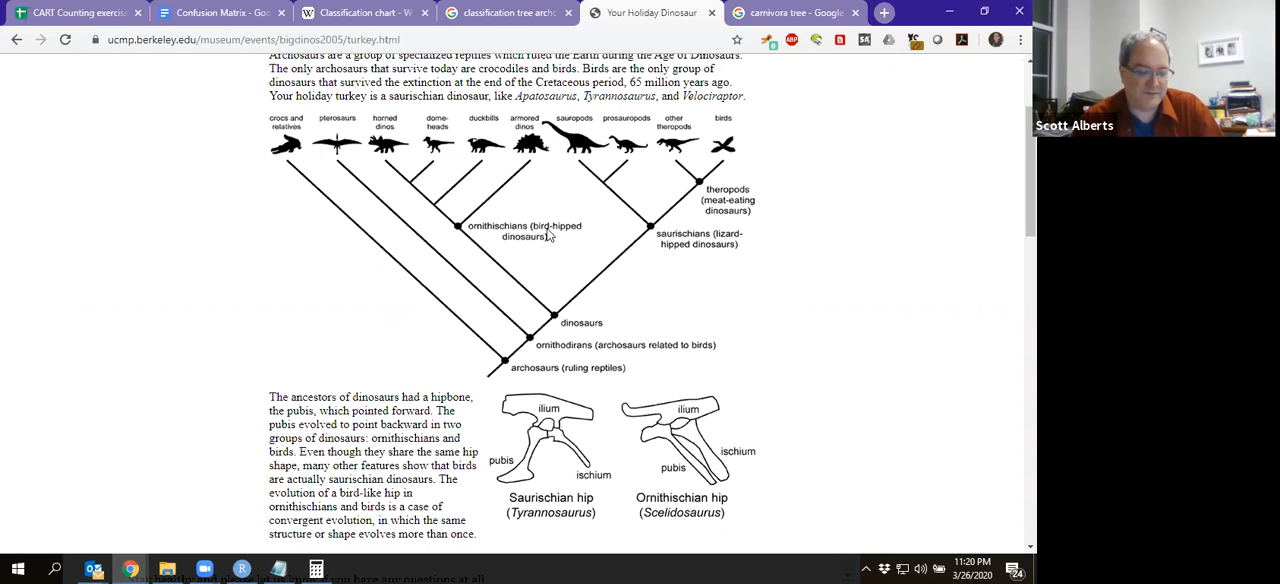 CART Counting exercise
Confusion Matrix - Goo
Classification chart - W
classification tree archo
Your Holiday Dinosaur
carnivora tree - Google
ucmp.berkeley.edu/museum/events/bigdinos2005/turkey.html
Archosaurs are a group of specialized reptiles which ruled the Earth during the Age of Dinosaurs.
The only archosaurs that survive today are crocodiles and birds. Birds are the only group of
dinosaurs that survived the extinction at the end of the Cretaceous period, 65 million years ago.
Your holiday turkey is a saurischian dinosaur, like Apatosaurus, Tyrannosaurus, and Velociraptor.
crocs and relatives
pterosaurs
horned dinos
dome-heads
duckbills
armored dinos
sauropods
prosauropods
other theropods
birds
theropods
(meat-eating
dinosaurs)
ornithischians (bird-hipped
dinosaurs)
saurischians (lizard-
hipped dinosaurs)
dinosaurs
ornithodirans (archosaurs related to birds)
archosaurs (ruling reptiles)
The ancestors of dinosaurs had a hipbone,
the pubis, which pointed forward. The
pubis evolved to point backward in two
groups of dinosaurs: ornithischians and
birds. Even though they share the same hip
shape, many other features show that birds
are actually saurischian dinosaurs. The
evolution of a bird-like hip in
ornithischians and birds is a case of
convergent evolution, in which the same
structure or shape evolves more than once.
ilium
pubis
ischium
Saurischian hip
(Tyrannosaurus)
ilium
ischium
pubis
Ornithischian hip
(Scelidosaurus)
Scott Alberts
11:20 PM
3/26/2020
24